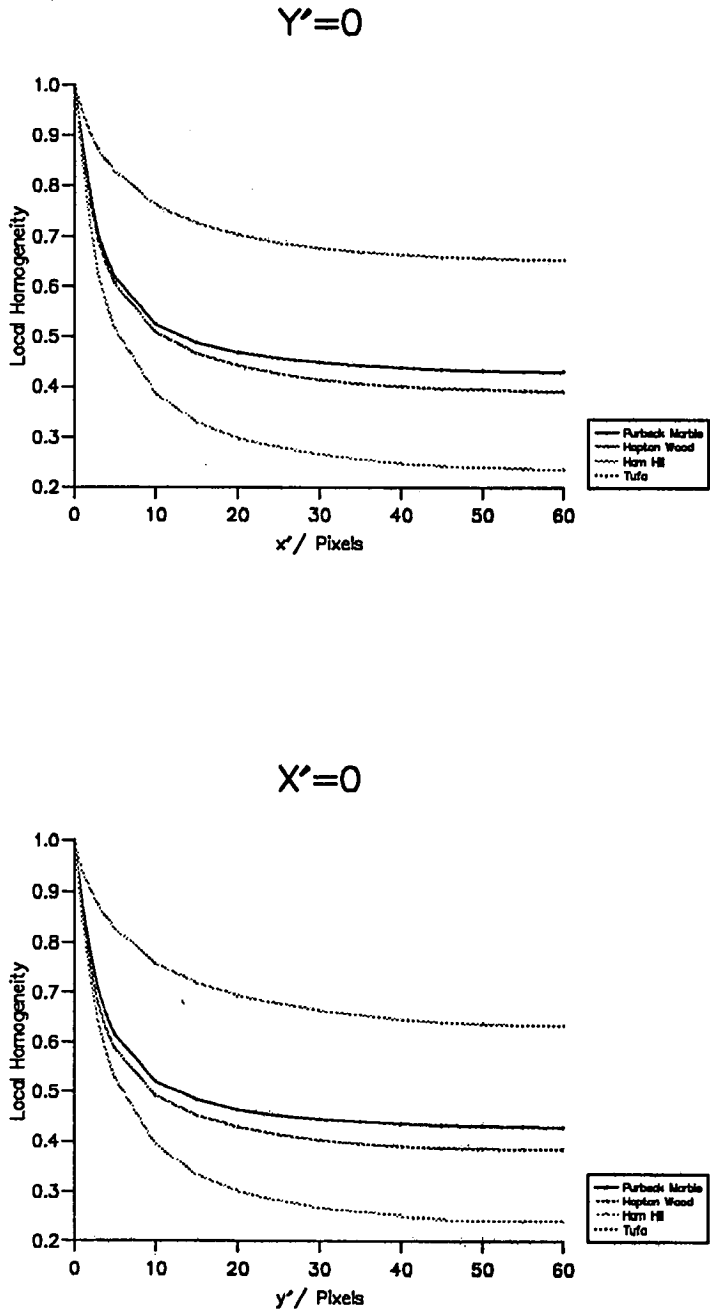 Y'=0
1.0
0.9
0.8
0.7
0.6
0.5
0.4
0.3
0.2
Local Homogeneity
0 10 20 30 40 50 60
x'/ Pixels
Purbeck Marble
Hopton Wood
Ham Hill
Tufa
X'=0
1.0
0.9
0.8
0.7
0.6
0.5
0.4
0.3
0.2
Local Homogeneity
0 10 20 30 40 50 60
y'/ Pixels
Purbeck Marble
Hopton Wood
Ham Hill
Tufa